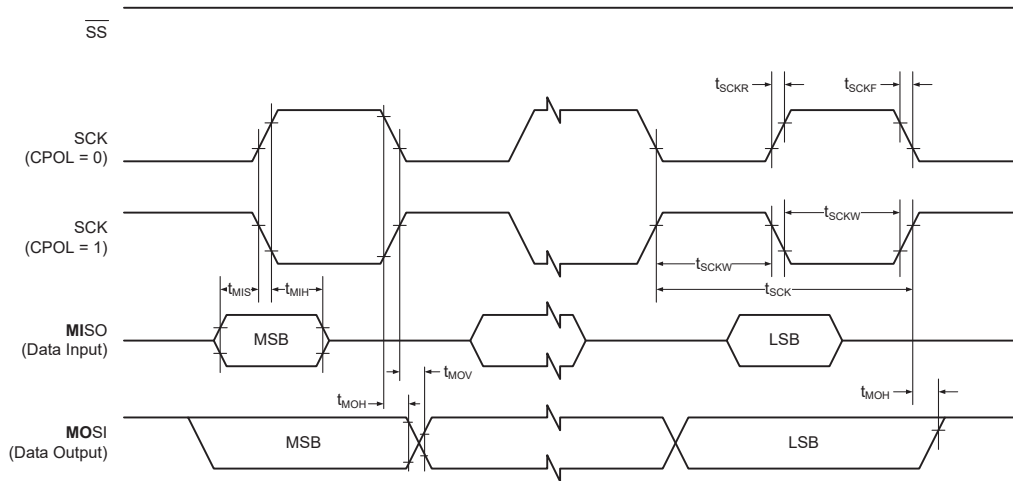 SS
tSCKR
tSCKF
SCK
(CPOL = 0)
SCK
(CPOL = 1)
tSCKW
tSCKW
tSCK
tMIS
tMIH
MISO
(Data Input)
MSB
LSB
tMOV
tMOH
tMOH
MOSI
(Data Output)
MSB
LSB